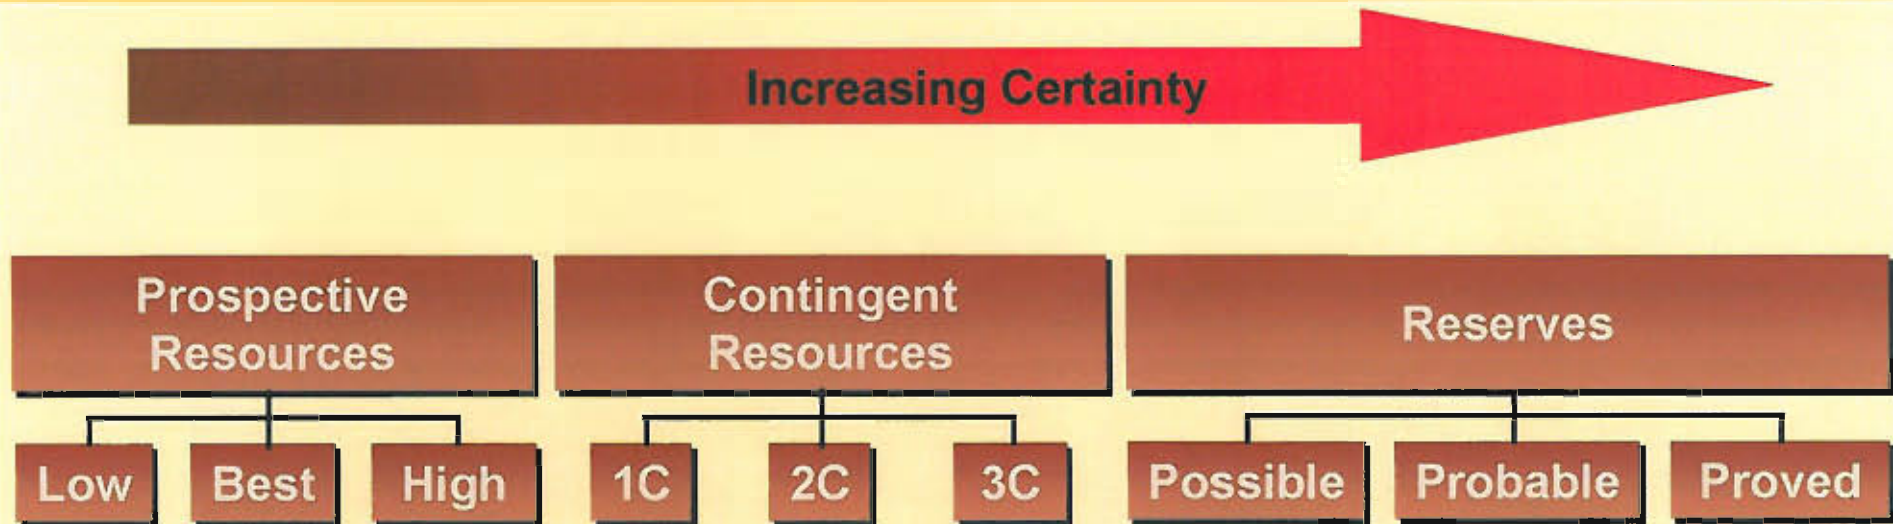 Increasing Certainty
Prospective
Resources
Contingent
Resources
Reserves
Low
Best
High
1C
2C
3C
Possible
Probable
Proved